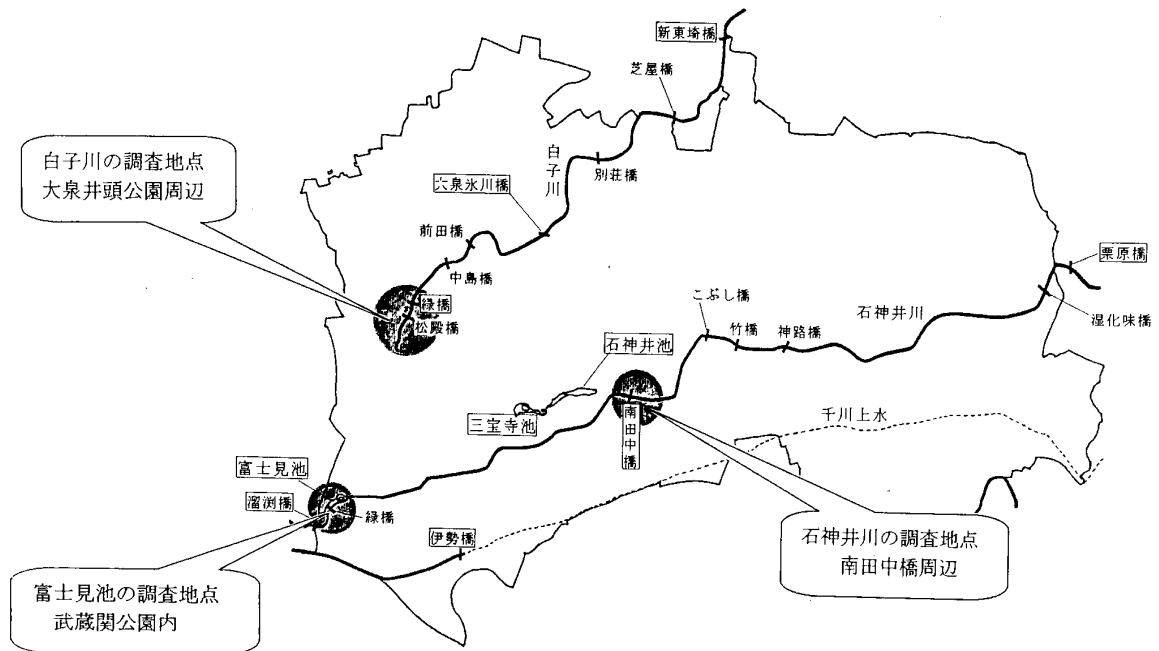 新東埼橋
芝屋橋
白子川の調査地点
大泉井頭公園周辺
白子川
別荘橋
大泉氷川橋
前田橋
中島橋
緑橋
松殿橋
栗原橋
こぶし橋
石神井川
湿化味橋
竹橋
神路橋
石神井池
三宝寺池
南田中橋
千川上水
富士見池
溜渕橋
緑橋
伊勢橋
石神井川の調査地点
南田中橋周辺
富士見池の調査地点
武蔵関公園内